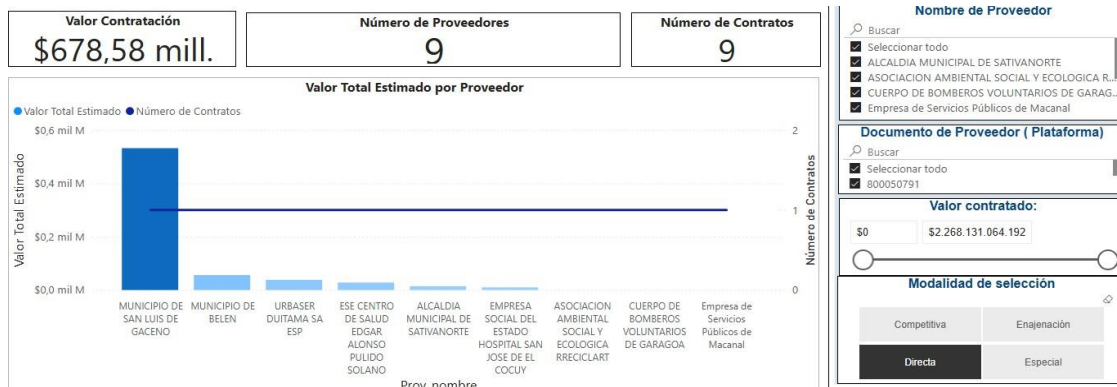 Valor Contratación
$678,58 mill.
Número de Proveedores
9
Número de Contratos
9
Valor Total Estimado por Proveedor
Valor Total Estimado Número de Contratos
Valor Total Estimado
$0,6 mil M
$0,4 mil M
$0,2 mil M
$0,0 mil M
2
1
0
Número de Contratos
MUNICIPIO DE
SAN LUIS DE
GACENO
MUNICIPIO DE
BELEN
URBASER
DUITAMA SA
ESP
ESE CENTRO
DE SALUD
EDGAR
ALONSO
PULIDO
SOLANO
ALCALDIA
MUNICIPAL DE
SATIVANORTE
EMPRESA
SOCIAL DEL
ESTADO
HOSPITAL SAN
JOSE DE EL
COCUY
ASOCIACION
AMBIENTAL
SOCIAL Y
ECOLOGICA
RRECICLART
CUERPO DE
BOMBEROS
VOLUNTARIOS
DE GARAGOA
Empresa de
Servicios
Públicos de
Macanal
Prov. nombre
Nombre de Proveedor
Buscar
Seleccionar todo
ALCALDIA MUNICIPAL DE SATIVANORTE
ASOCIACION AMBIENTAL SOCIAL Y ECOLOGICA R...
CUERPO DE BOMBEROS VOLUNTARIOS DE GARAG...
Empresa de Servicios Públicos de Macanal
Documento de Proveedor ( Plataforma)
Buscar
Seleccionar todo
800050791
Valor contratado:
$0
$2.268.131.064.192
Modalidad de selección
Competitiva
Enajenación
Directa
Especial